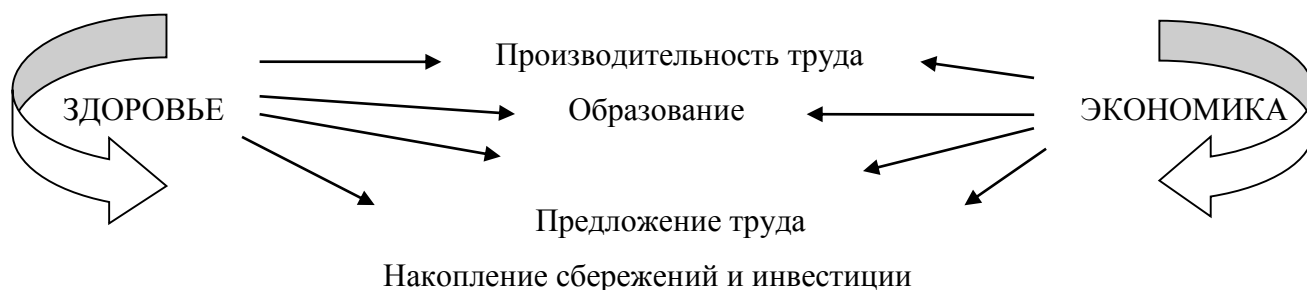 Производительность труда
ЗДОРОВЬЕ Образование ЭКОНОМИКА
Предложение труда
Накопление сбережений и инвестиции